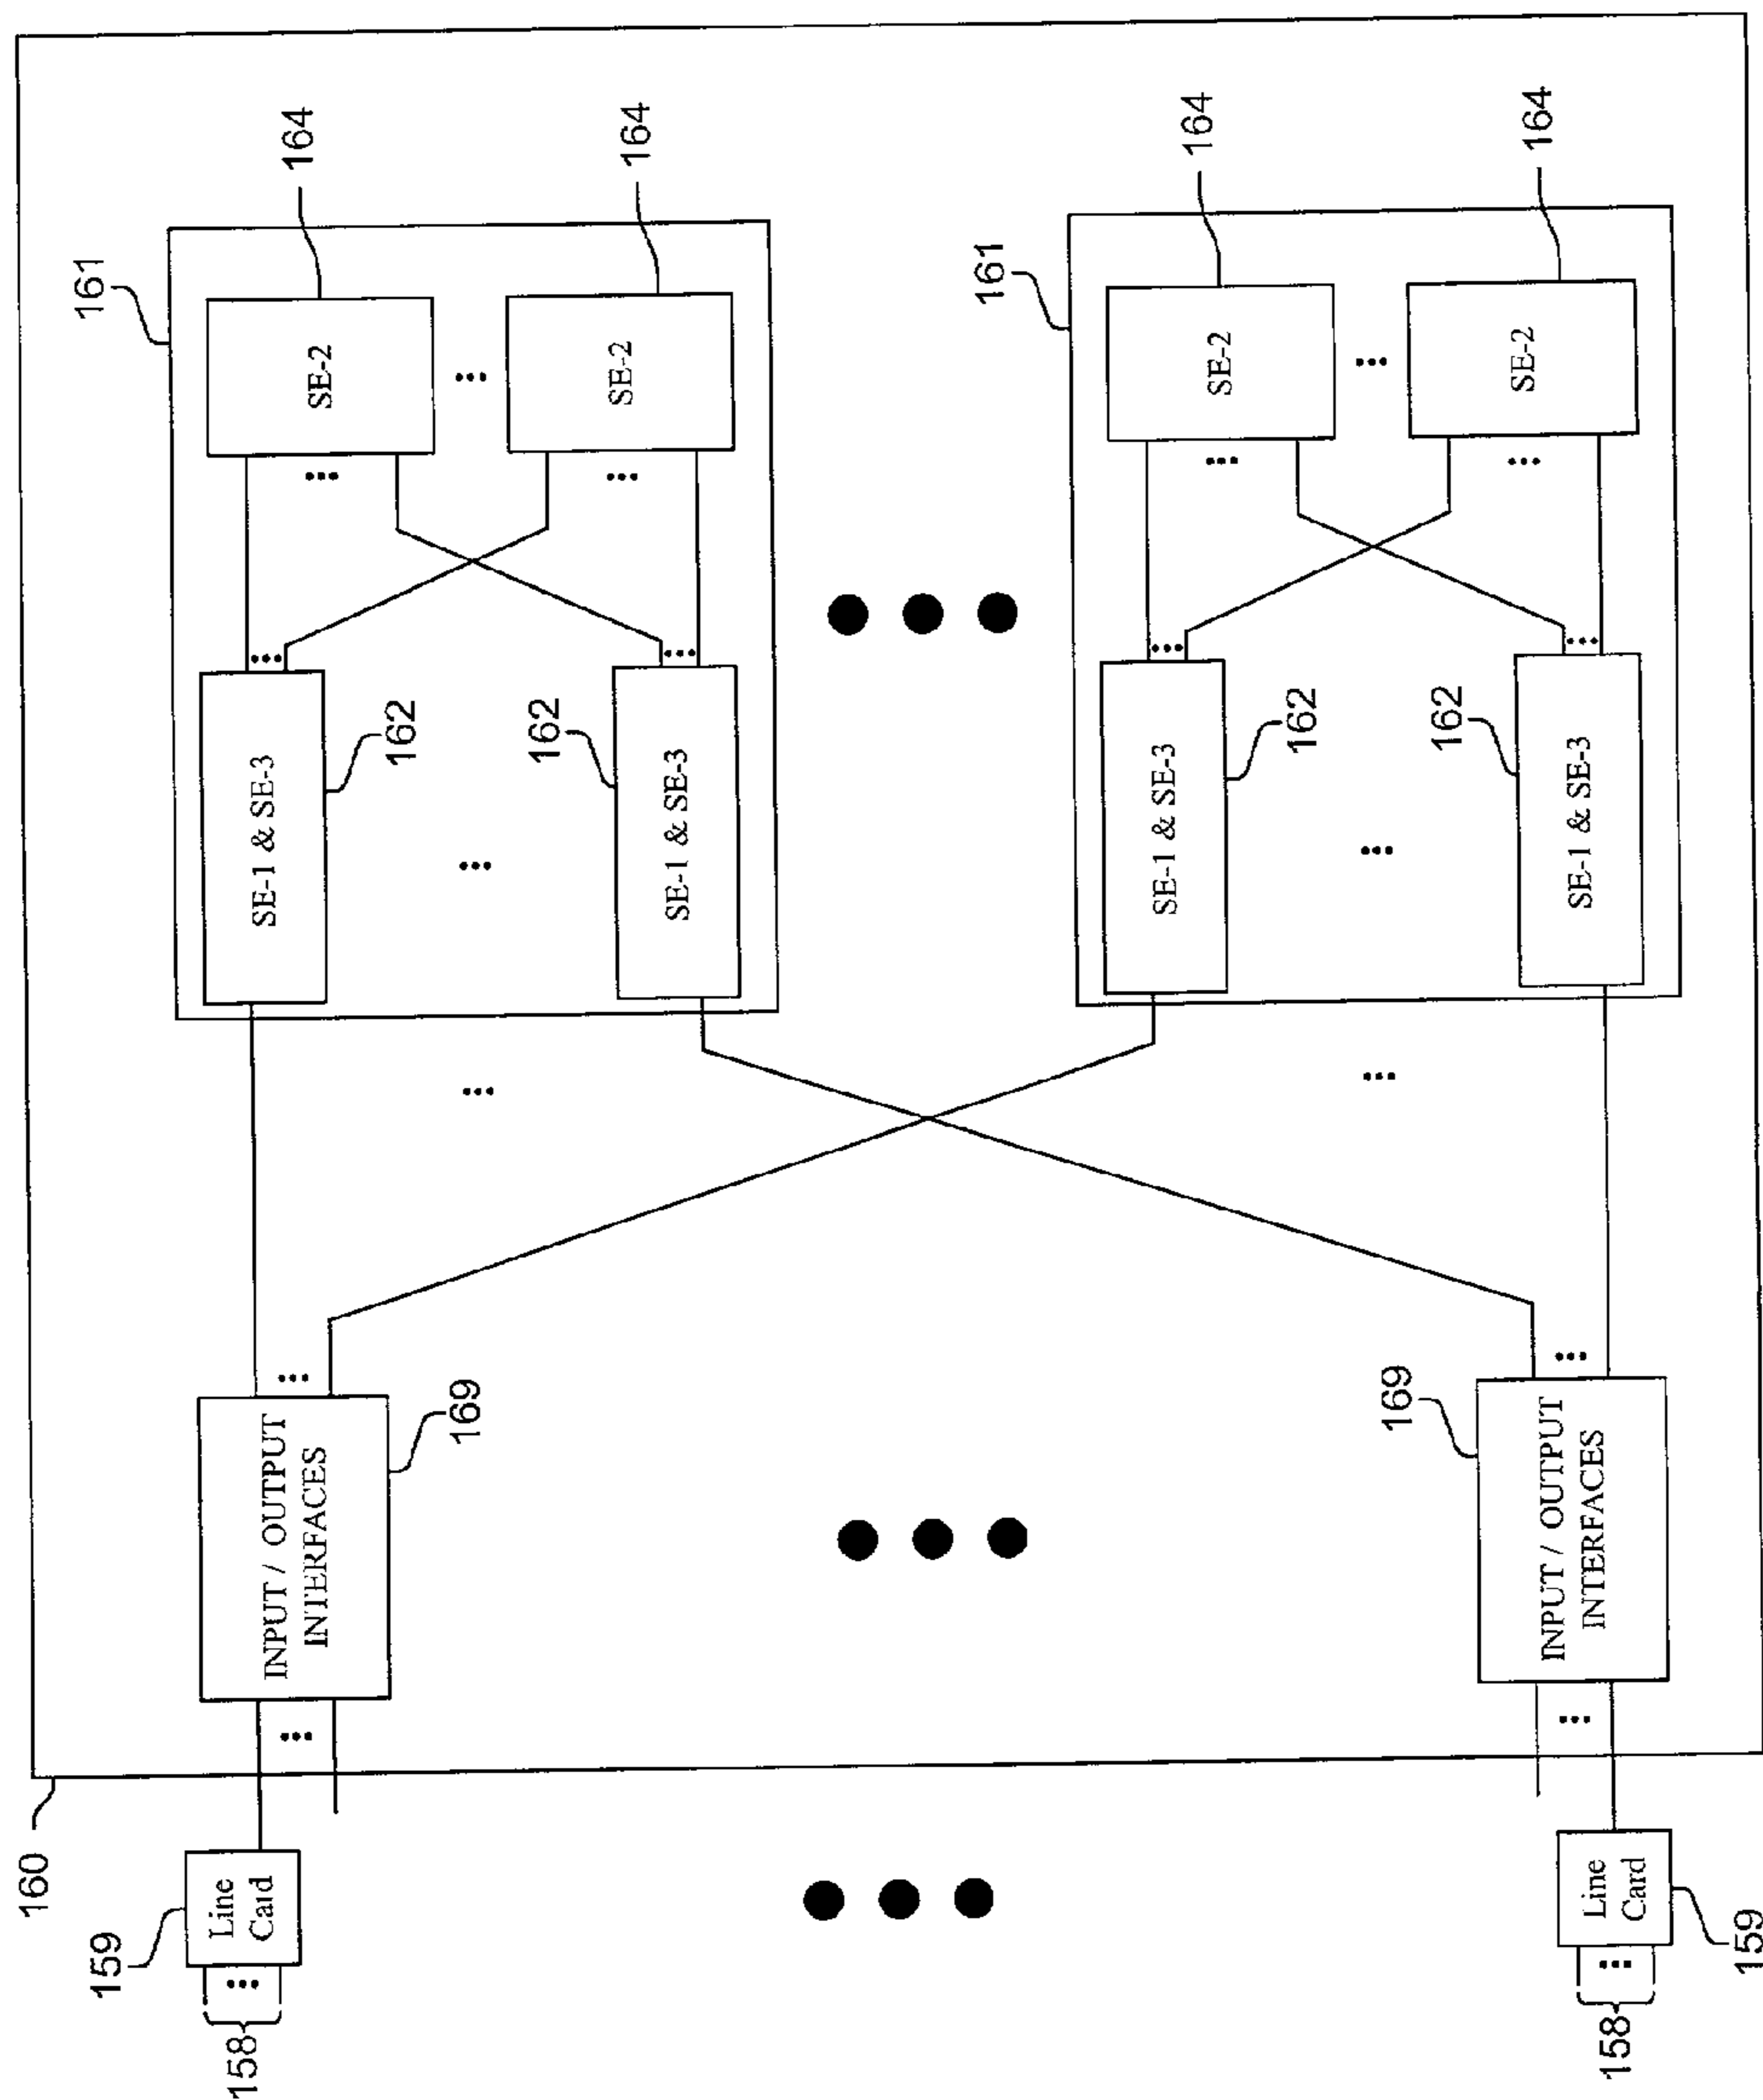 160
159
Line
Card
158
INPUT / OUTPUT
INTERFACES
169
161
SE-1 & SE-3
162
SE-2
164
SE-1 & SE-3
162
SE-2
164
161
SE-1 & SE-3
162
SE-2
164
SE-1 & SE-3
162
SE-2
164
INPUT / OUTPUT
INTERFACES
169
Line
Card
159
158